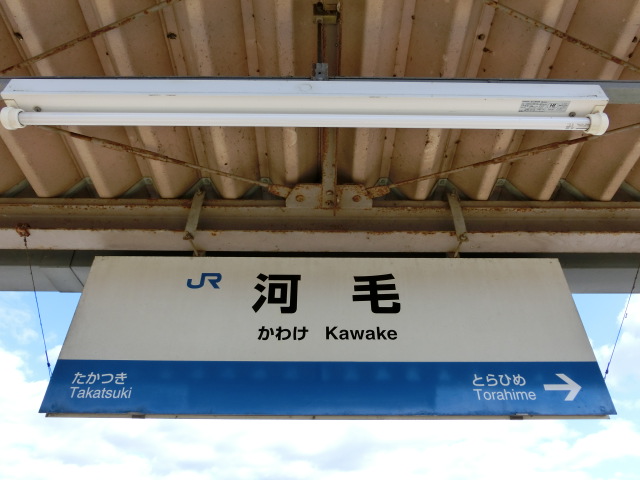 JR 河毛
かわけ Kawake
たかつき とらひめ
Takatsuki Torahime